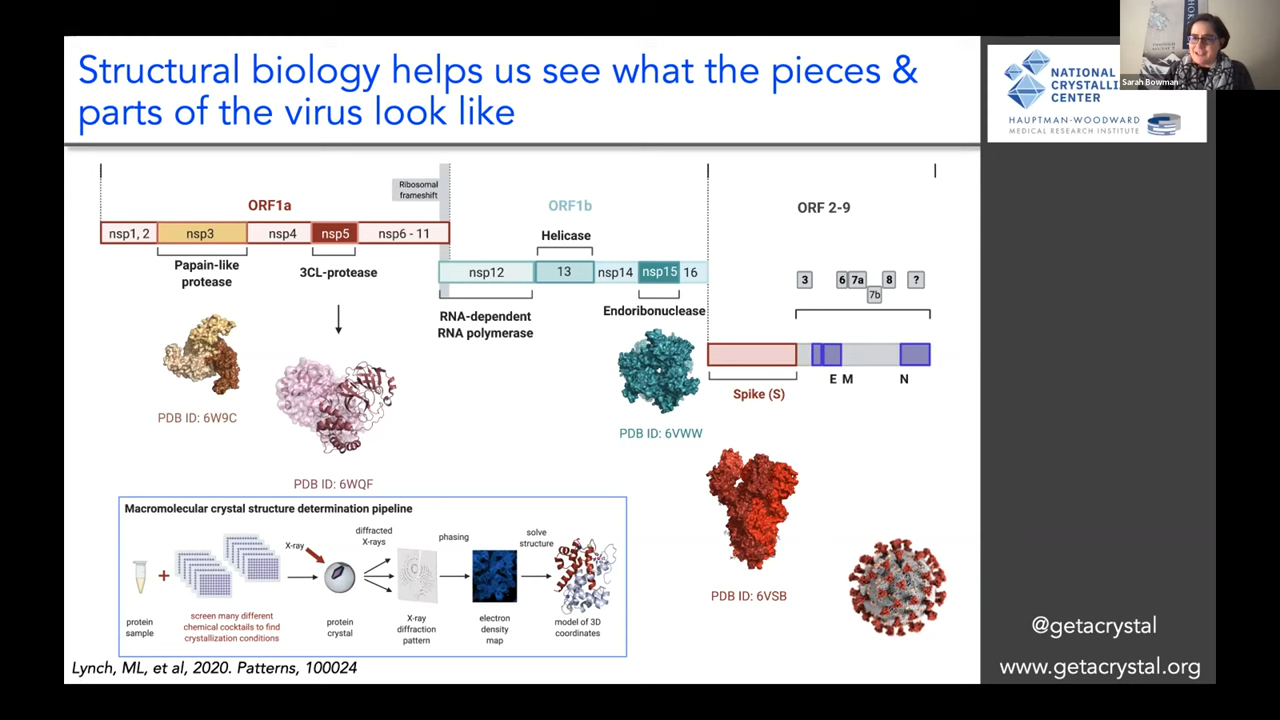 Structural biology helps us see what the pieces &
parts of the virus look like
Sarah Bowman
NATIONAL
CENTER
HAUPTMAN-WOODWARD
MEDICAL RESEARCH INSTITUTE
Ribosomal
frameshift
ORF1a
ORF1b
ORF 2-9
nsp1, 2
nsp3
nsp4
nsp5
nsp6 - 11
Helicase
Papain-like
protease
3CL-protease
nsp12
13
nsp14
nsp15
16
3
6
7a
7b
8
?
RNA-dependent
RNA polymerase
Endoribonuclease
E M
N
Spike (S)
PDB ID: 6W9C
PDB ID: 6VWW
PDB ID: 6WQF
PDB ID: 6VSB
Macromolecular crystal structure determination pipeline
X-ray
diffracted
X-rays
phasing
solve
structure
+
protein
sample
screen many different
chemical cocktails to find
crystallization conditions
protein
crystal
X-ray
diffraction
pattern
electron
density
map
model of 3D
coordinates
Lynch, ML, et al, 2020. Patterns, 100024
@getacrystal
www.getacrystal.org